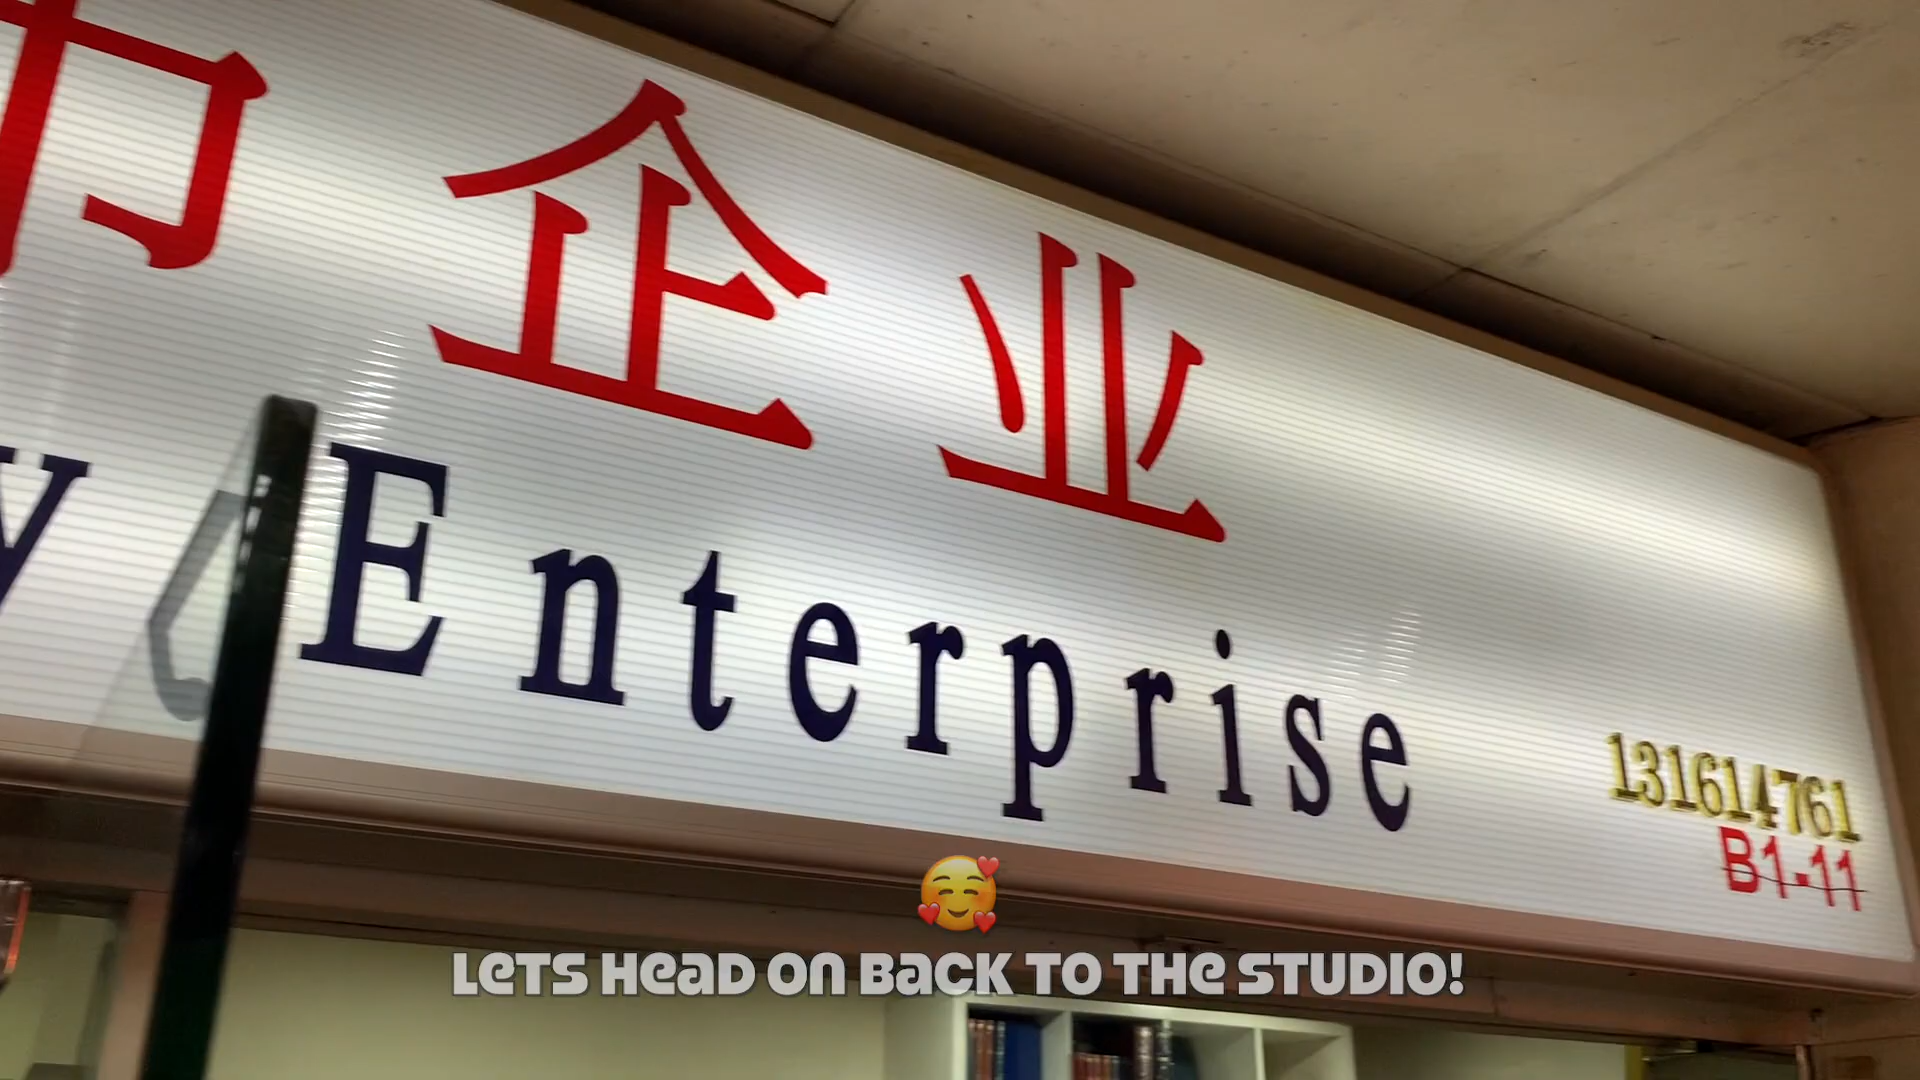 企业
Enterprise
131614761
B1-11
LETS HEAD ON BACK TO THE STUDIO!